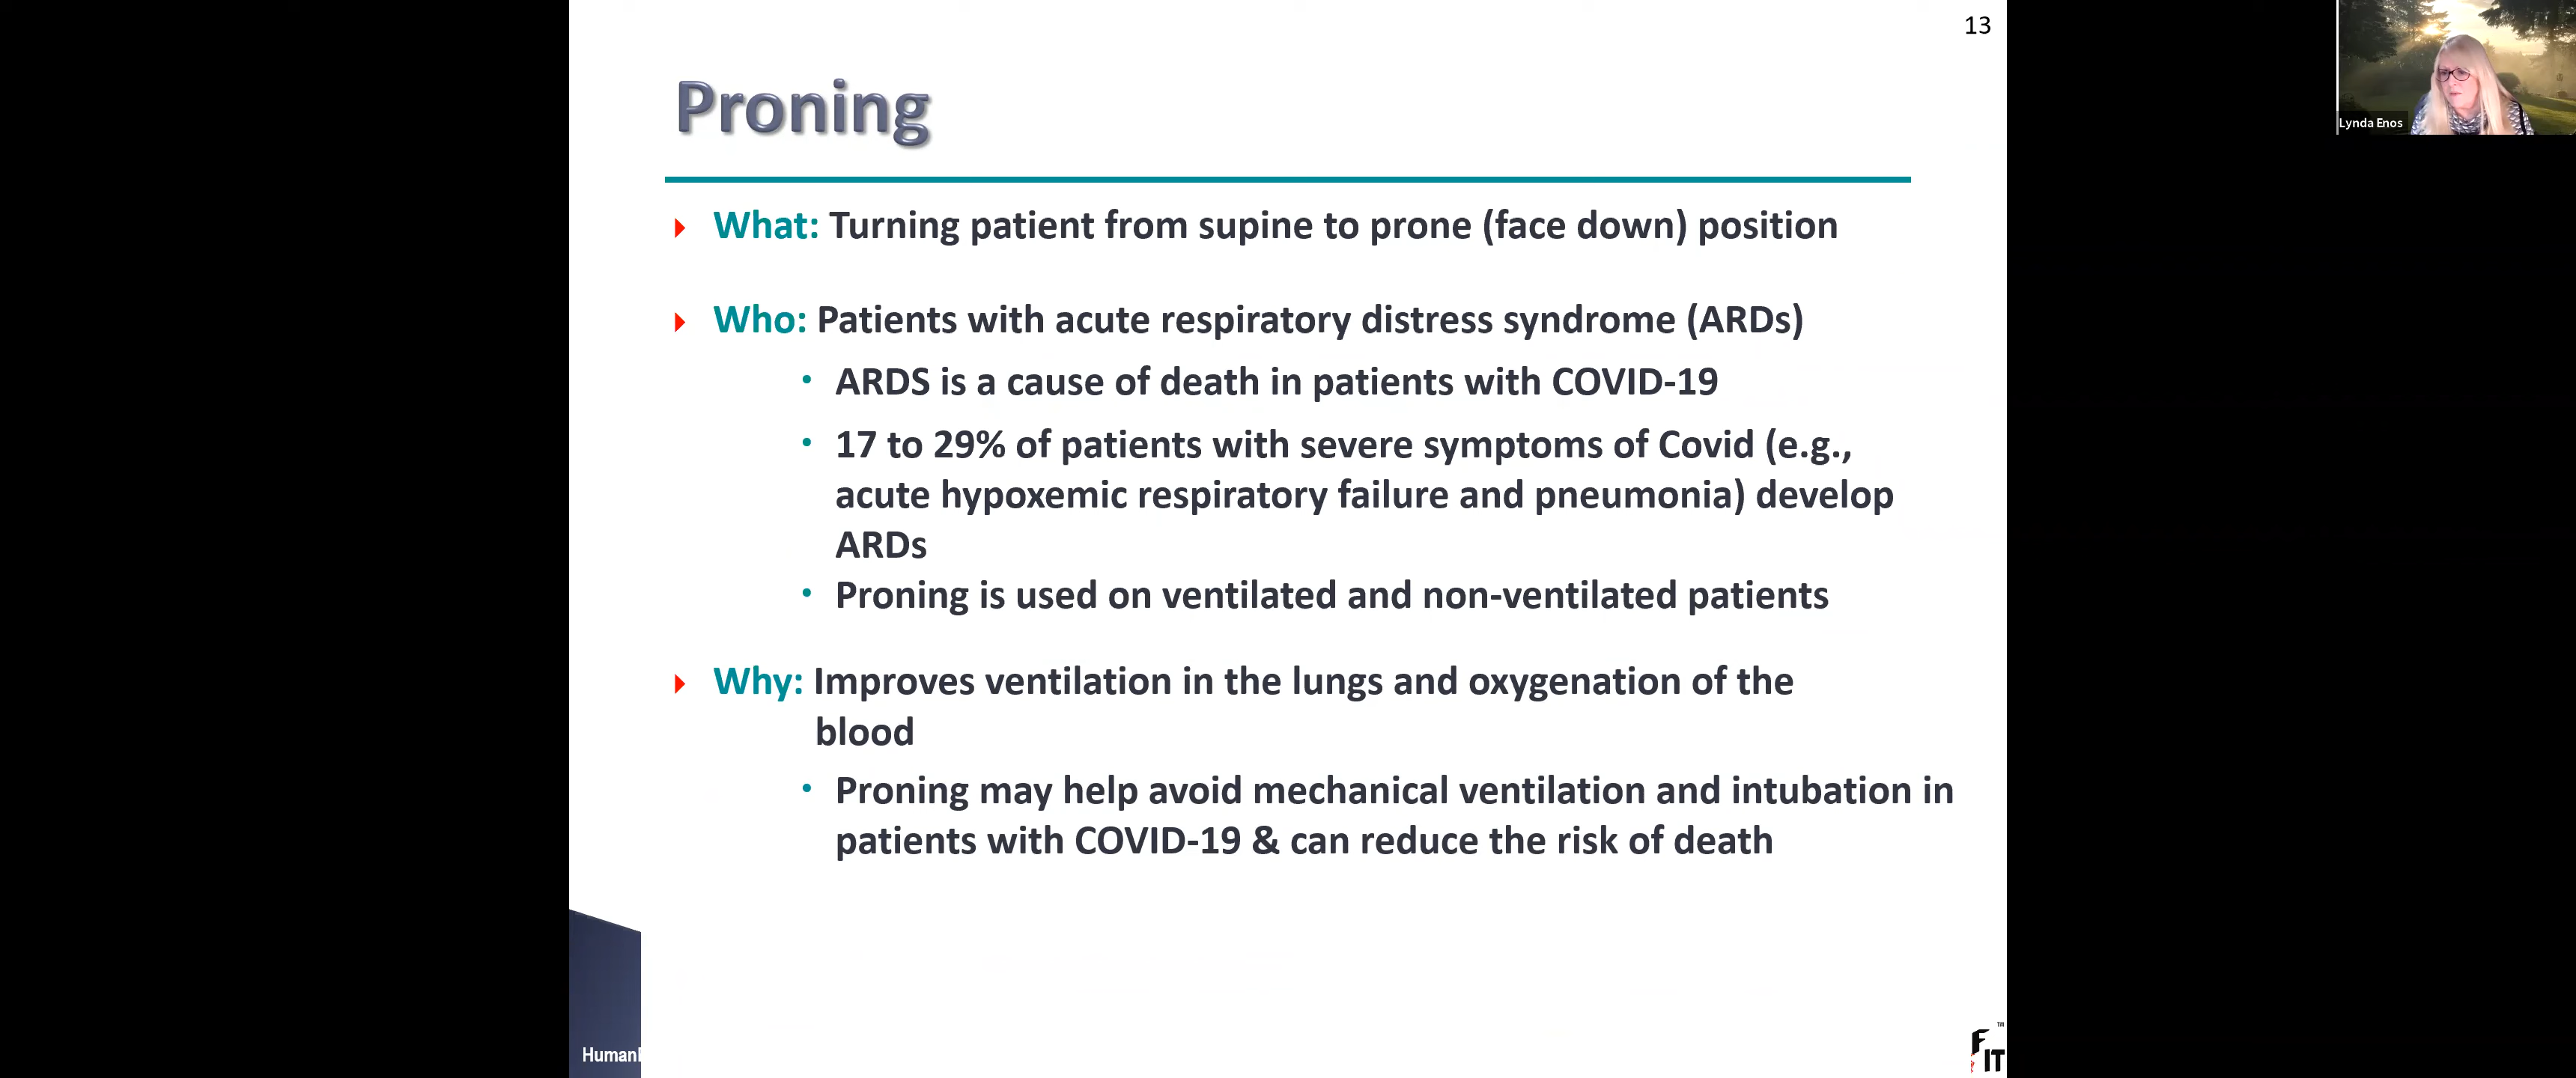 13
Lynda Enos
Proning
What: Turning patient from supine to prone (face down) position
Who: Patients with acute respiratory distress syndrome (ARDs)
• ARDS is a cause of death in patients with COVID-19
• 17 to 29% of patients with severe symptoms of Covid (e.g.,
acute hypoxemic respiratory failure and pneumonia) develop
ARDs
• Proning is used on ventilated and non-ventilated patients
Why: Improves ventilation in the lungs and oxygenation of the
blood
• Proning may help avoid mechanical ventilation and intubation in
patients with COVID-19 & can reduce the risk of death
Human
FIT™